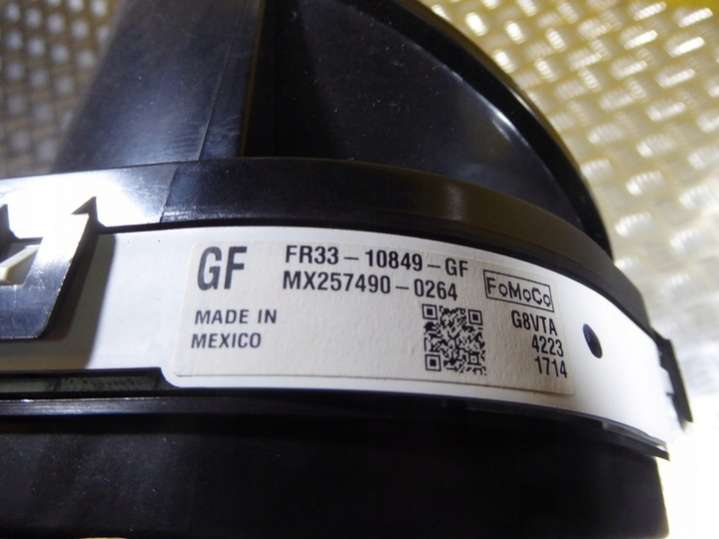 GF
FR33-10849-GF
MX257490-0264
FoMoCo
MADE IN
MEXICO
G8VTA
4223
1714